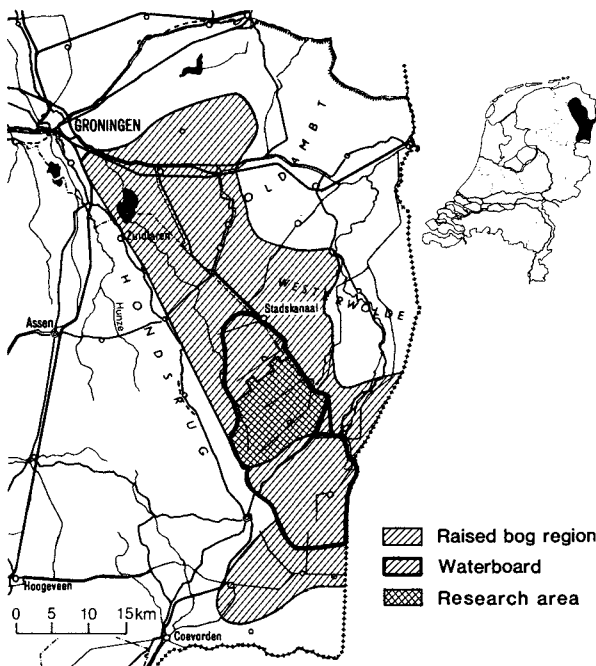 GRONINGEN
OLDAMBT
Zuidlaren
HONDSRUG
Hunze
Assen
WESTERWOLDE
Stadskanaal
Raised bog region
Waterboard
Research area
Hoogeveen
0 5 10 15km
Coevorden